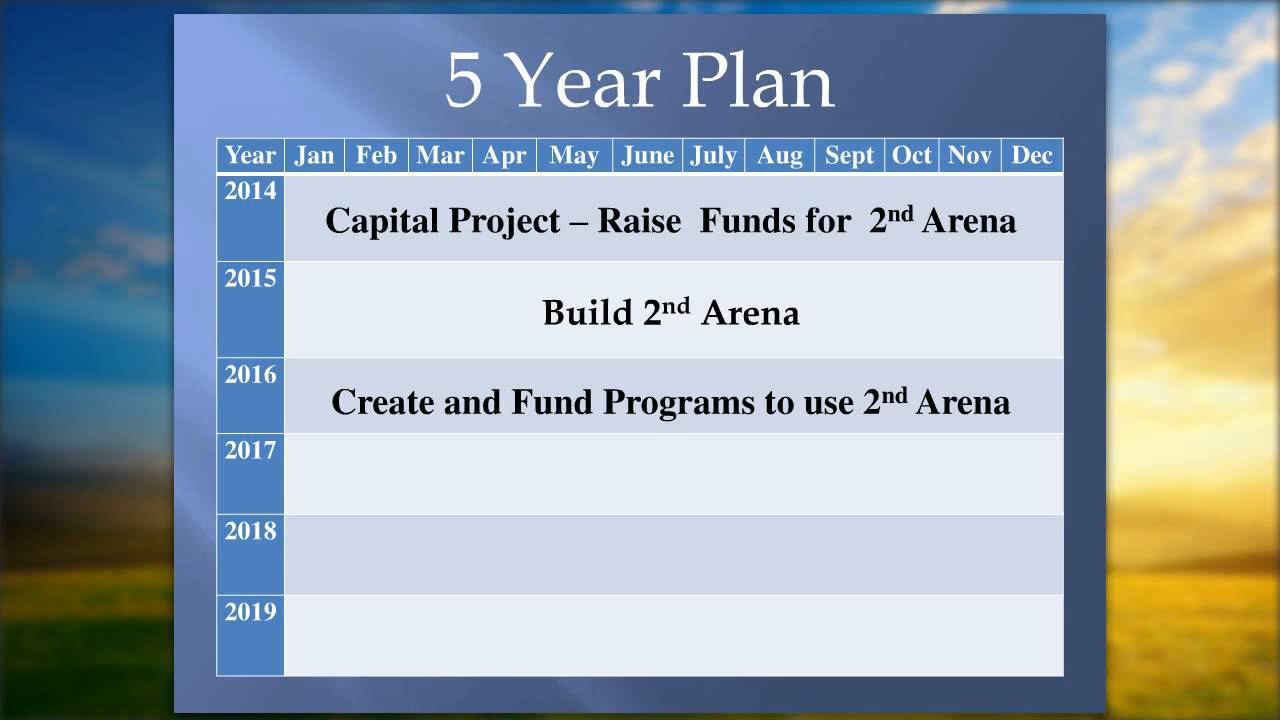 5 Year Plan
Year Jan Feb Mar Apr May June July Aug Sept Oct Nov Dec
2014
Capital Project – Raise Funds for 2nd Arena
2015
Build 2nd Arena
2016
Create and Fund Programs to use 2nd Arena
2017
2018
2019